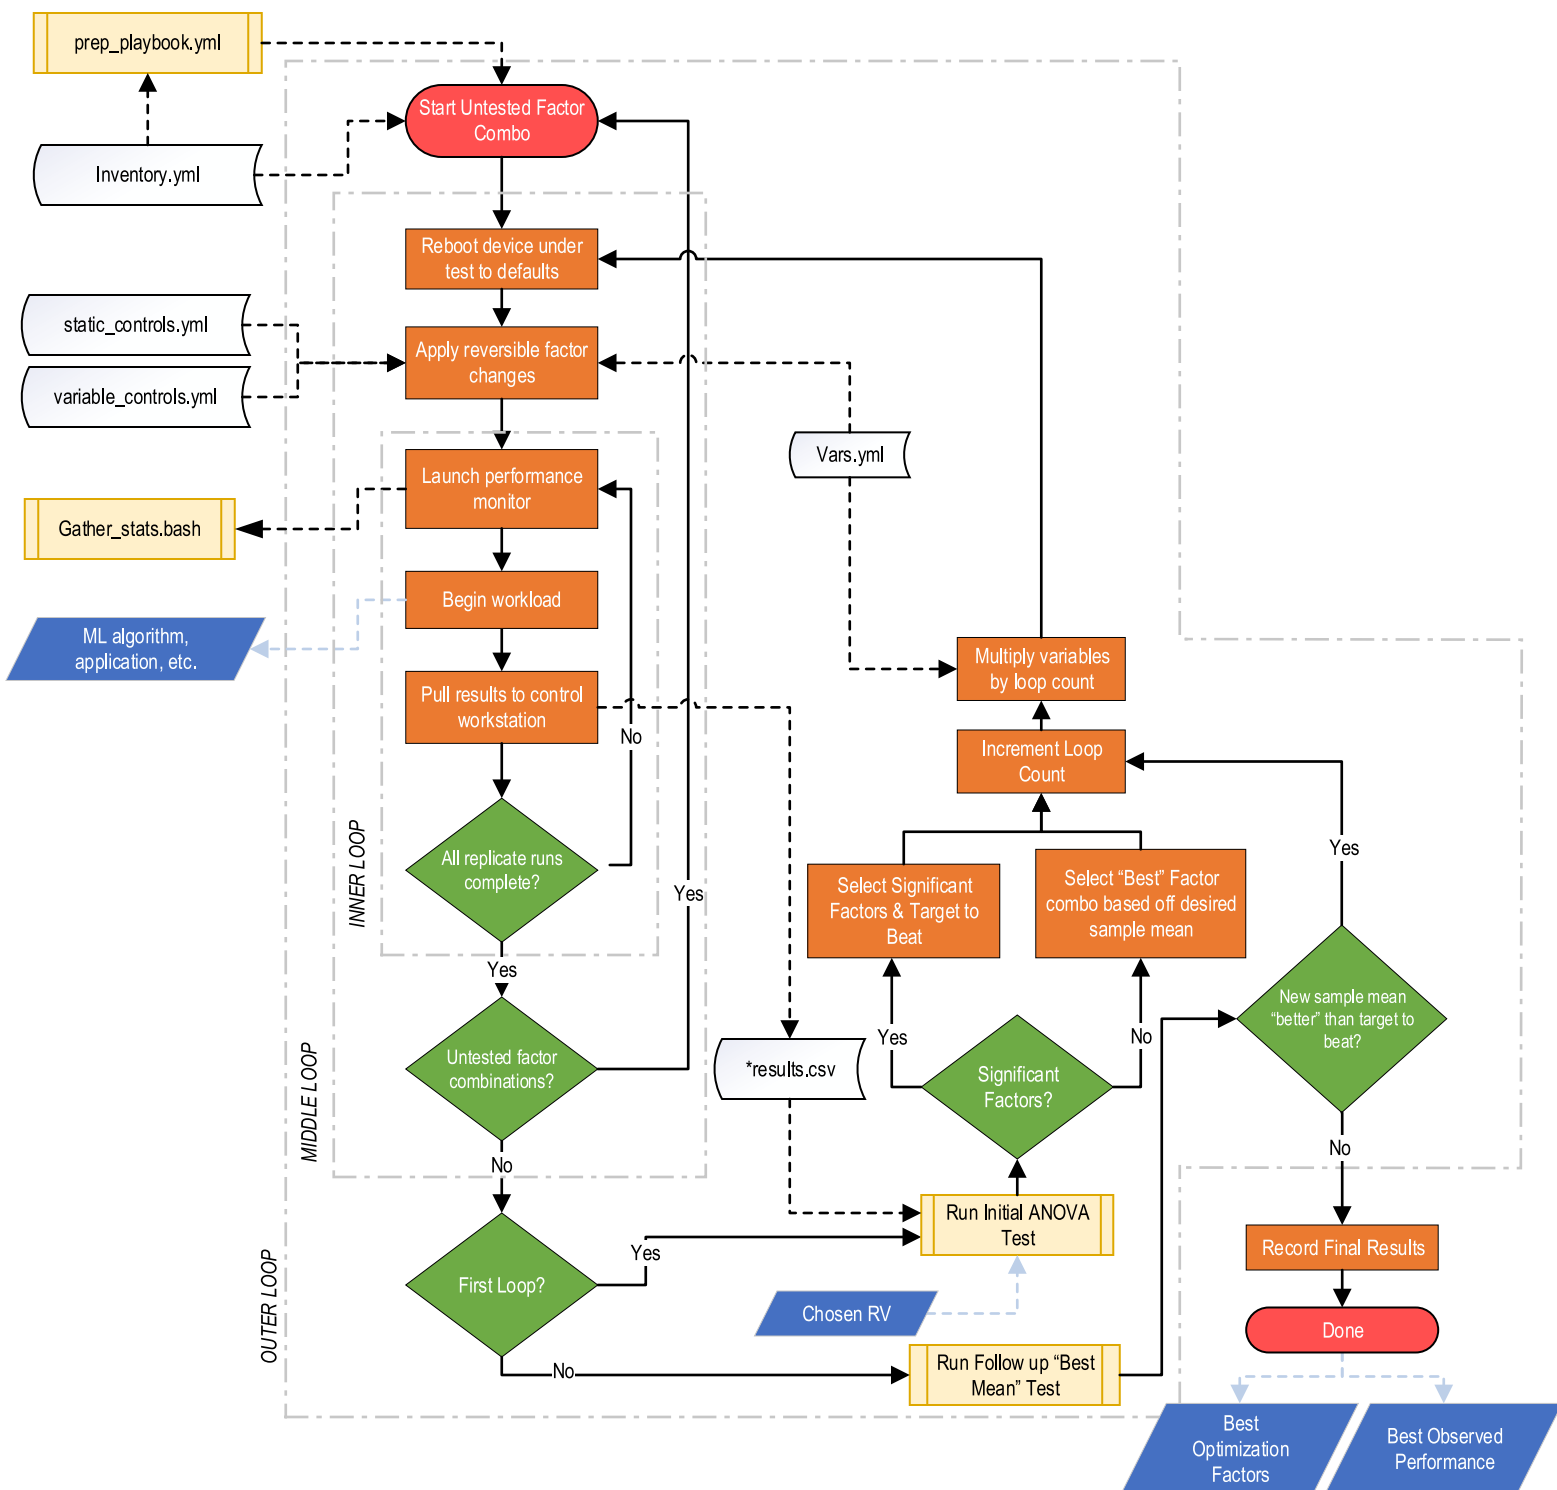 prep_playbook.yml
Start Untested Factor
Combo
Inventory.yml
Reboot device under
test to defaults
static_controls.yml
Apply reversible factor
changes
variable_controls.yml
Vars.yml
Launch performance
monitor
Gather_stats.bash
Begin workload
ML algorithm,
application, etc.
Multiply variables
by loop count
Pull results to control
workstation
No
Increment Loop
Count
INNER LOOP
All replicate runs
complete?
Yes
Yes
Select Significant
Factors & Target to
Beat
Select “Best” Factor
combo based off desired
sample mean
Yes
Yes
No
New sample mean
“better” than target to
beat?
MIDDLE LOOP
Untested factor
combinations?
*results.csv
Significant
Factors?
No
No
Run Initial ANOVA
Test
OUTER LOOP
First Loop?
Yes
Record Final Results
Chosen RV
Done
No
Run Follow up “Best
Mean” Test
Best
Optimization
Factors
Best Observed
Performance